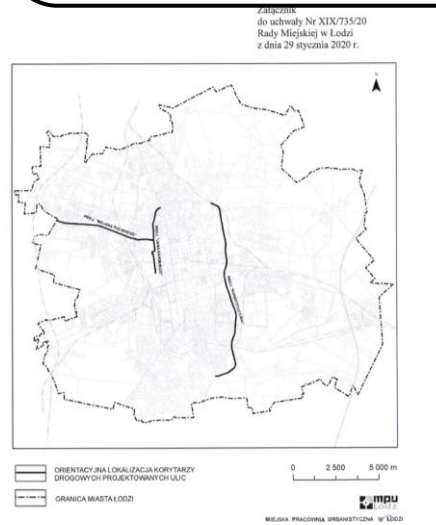 Załącznik
do uchwały Nr XIX/735/20
Rady Miejskiej w Łodzi
z dnia 29 stycznia 2020 r.
N
ORIENTACYJNA LOKALIZACJA KORYTARZY
DROGOWYCH PROJEKTOWANYCH ULIC
GRANICA MIASTA ŁODZI
0 2 500 5 000 m
mpu
Łódź
MIEJSKA PRACOWNIA URBANISTYCZNA W ŁODZI